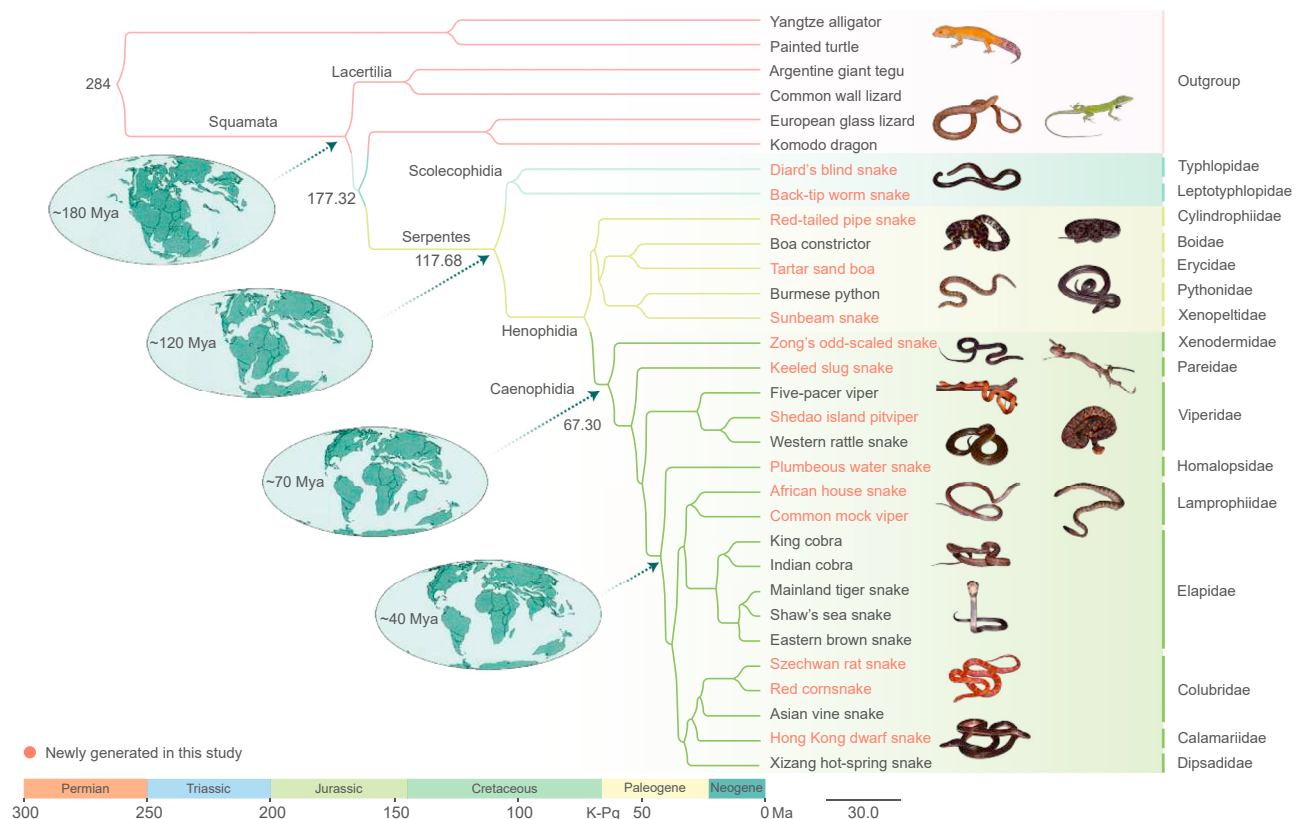 Yangtze alligator
Painted turtle
Argentine giant tegu
Common wall lizard
European glass lizard
Komodo dragon
Diard's blind snake
Back-tip worm snake
Red-tailed pipe snake
Boa constrictor
Tartar sand boa
Burmese python
Sunbeam snake
Zong's odd-scaled snake
Keeled slug snake
Five-pacer viper
Shedao island pitviper
Western rattle snake
Plumbeous water snake
African house snake
Common mock viper
King cobra
Indian cobra
Mainland tiger snake
Shaw's sea snake
Eastern brown snake
Szechwan rat snake
Red cornsnake
Asian vine snake
Hong Kong dwarf snake
Xizang hot-spring snake
Outgroup
Typhlopidae
Leptotyphlopidae
Cylindrophiidae
Boidae
Erycidae
Pythonidae
Xenopeltidae
Xenodermidae
Pareidae
Viperidae
Homalopsidae
Lamprophiidae
Elapidae
Colubridae
Calamariidae
Dipsadidae
284
Lacertilia
Squamata
177.32
Scolecophidia
Serpentes
117.68
Henophidia
Caenophidia
67.30
~180 Mya
~120 Mya
~70 Mya
~40 Mya
Newly generated in this study
Permian Triassic Jurassic Cretaceous Paleogene Neogene
300 250 200 150 100 K-Pg 50 0 Ma 30.0